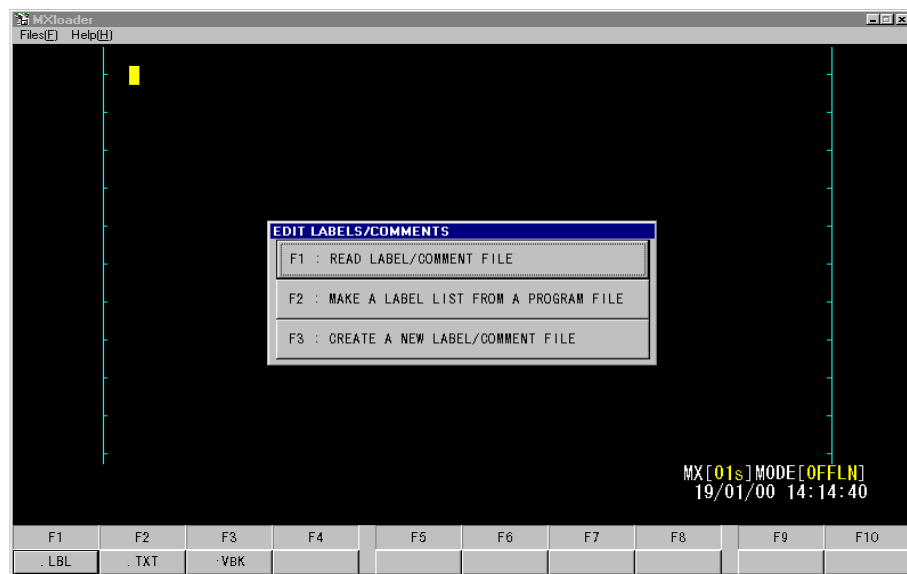 MXloader
Files(F) Help(H)
EDIT LABELS/COMMENTS
F1 : READ LABEL/COMMENT FILE
F2 : MAKE A LABEL LIST FROM A PROGRAM FILE
F3 : CREATE A NEW LABEL/COMMENT FILE
MX[01s]MODE[OFFLN]
19/01/00 14:14:40
F1 F2 F3 F4 F5 F6 F7 F8 F9 F10
.LBL .TXT ·VBK